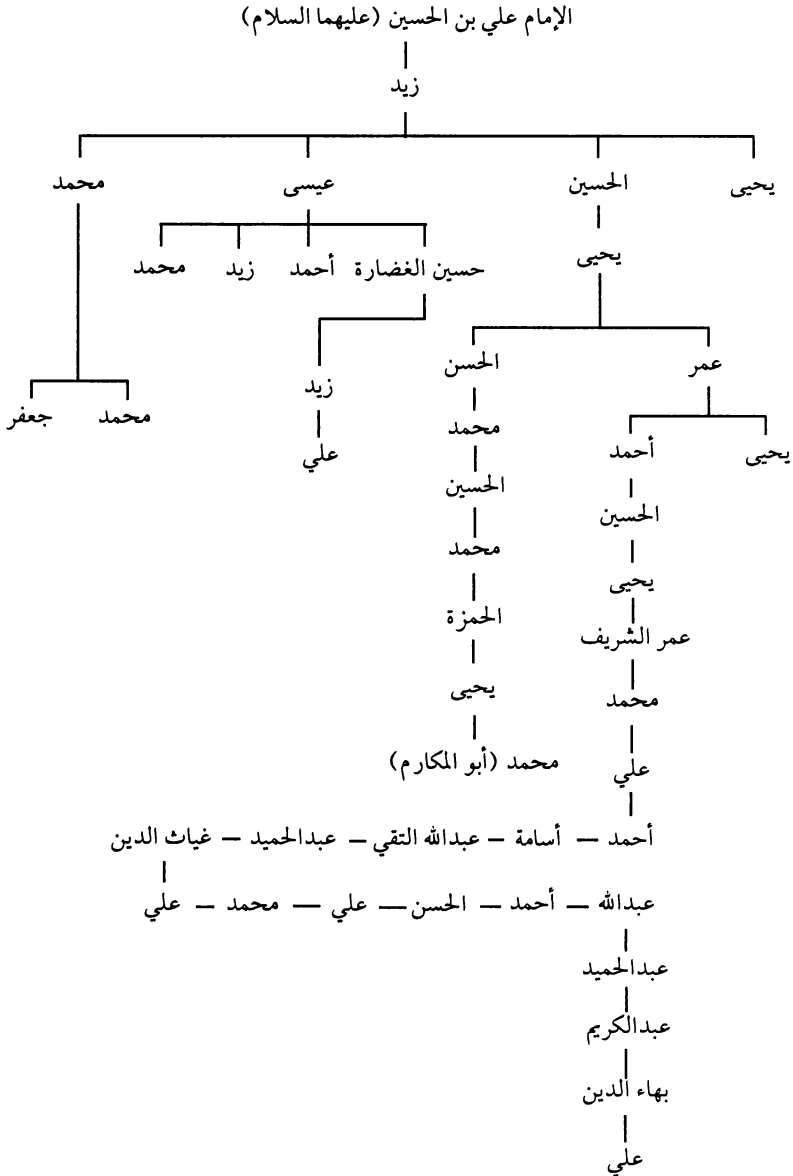 الإمام علي بن الحسين (عليهما السلام)
زيد
يحيى الحسين عيسى محمد
يحيى
حسين الغضارة أحمد زيد محمد
عمر الحسن
زيد
محمد جعفر
محمد
يحيى أحمد
علي
الحسين
الحسين
محمد
يحيى
الحمزة
عمر الشريف
يحيى
محمد
محمد (أبو المكارم)
علي
أحمد — أسامة — عبدالله التقي — عبدالحميد — غياث الدين
عبدالله — أحمد — الحسن — علي — محمد — علي
عبدالحميد
عبدالكريم
بهاء الدين
علي